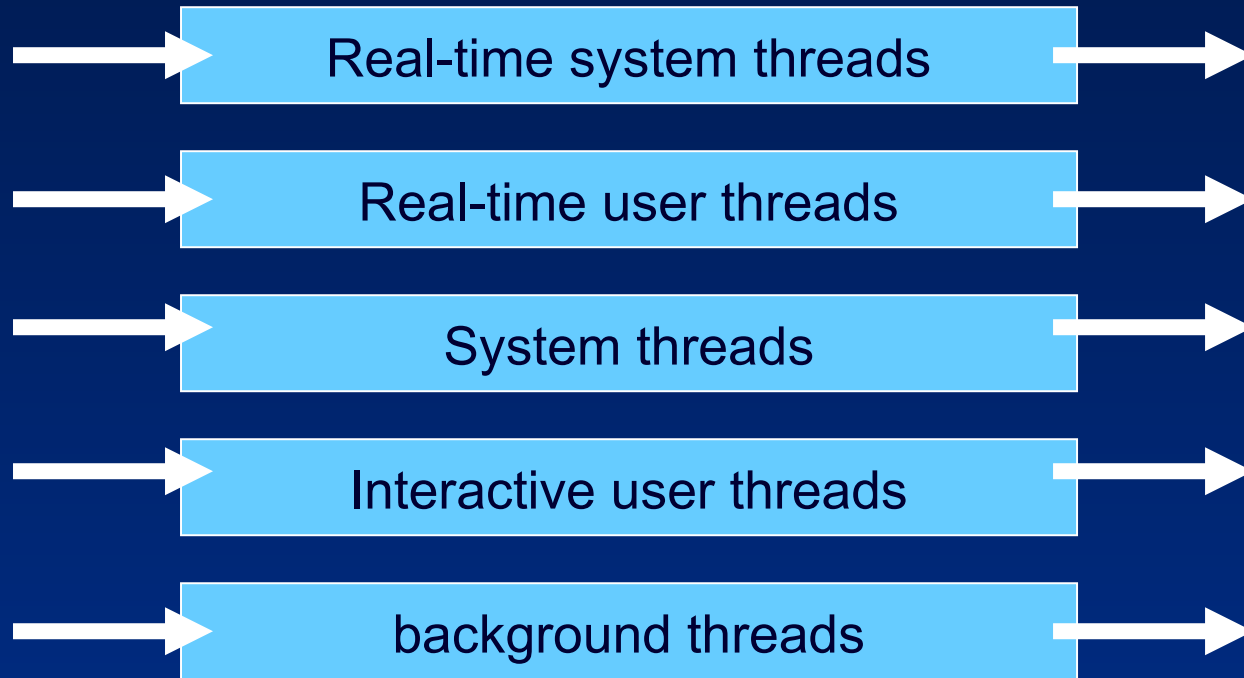 Real-time system threads
Real-time user threads
System threads
Interactive user threads
background threads